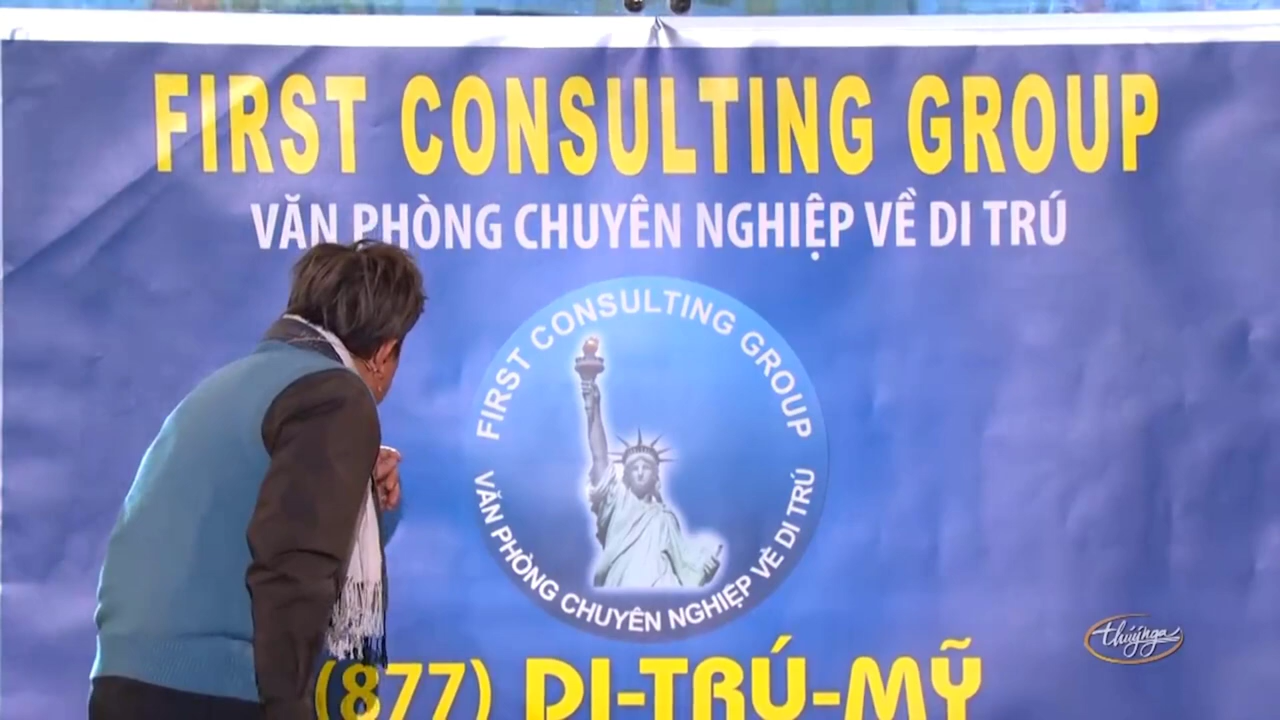 FIRST CONSULTING GROUP
VĂN PHÒNG CHUYÊN NGHIỆP VỀ DI TRÚ
FIRST CONSULTING GROUP
VĂN PHÒNG CHUYÊN NGHIỆP VỀ DI TRÚ
(877) DI-TRÚ-MỸ
thúynga